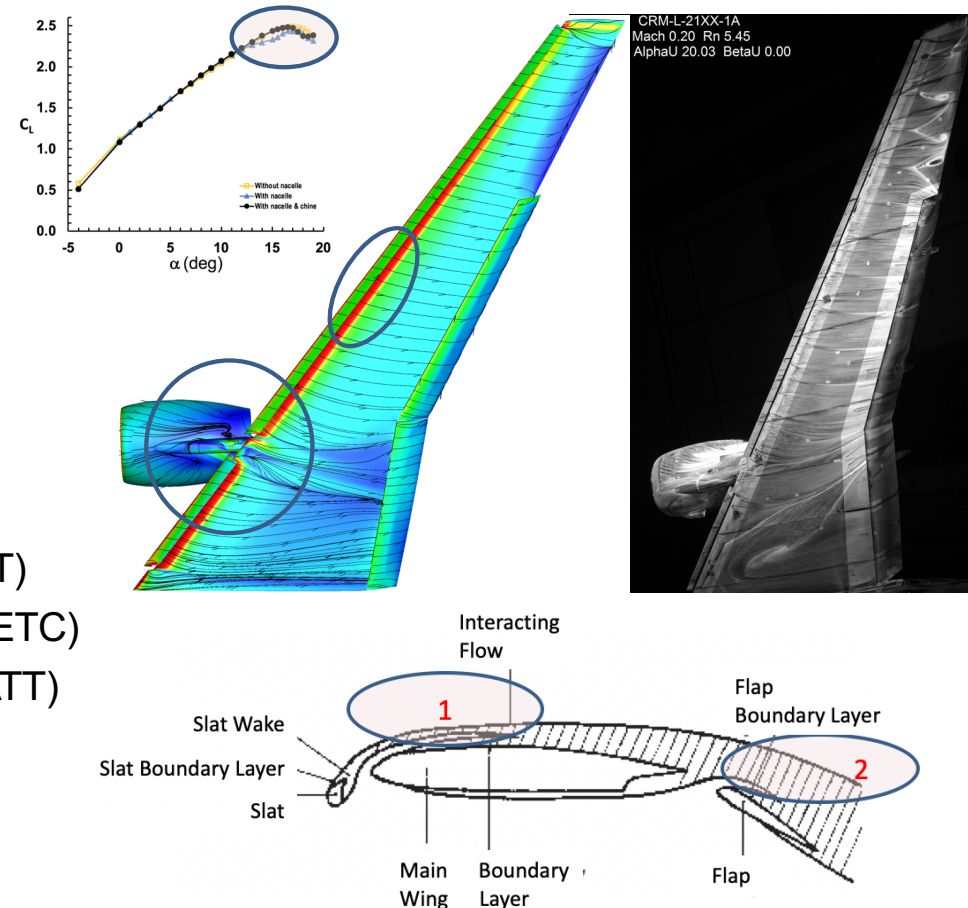 2.5
2.0
1.5
CL
1.0
0.5
0.0
-5 0 5 10 15 20
α (deg)
Without nacelle
With nacelle
With nacelle & chine
CRM-L-21XX-1A
Mach 0.20 Rn 5.45
AlphaU 20.03 BetaU 0.00
T)
ETC)
ATT)
Interacting
Flow
1
Slat Wake
Slat Boundary Layer
Slat
Flap
Boundary Layer
2
Main
Wing
Boundary
Layer
Flap